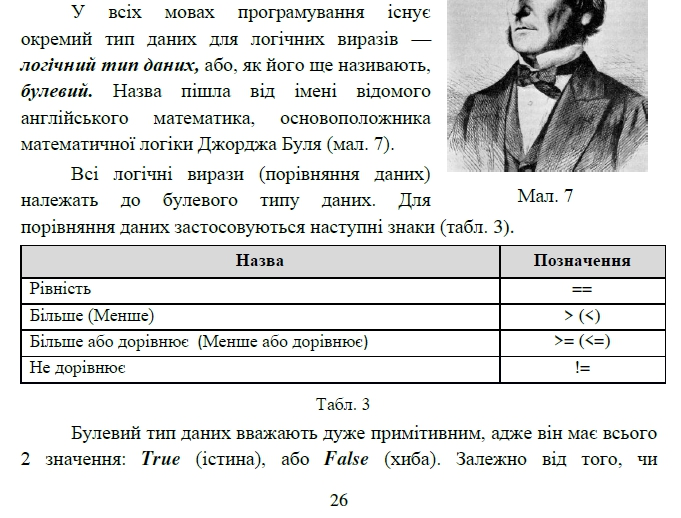 У всіх мовах програмування існує
окремий тип даних для логічних виразів —
логічний тип даних, або, як його ще називають,
булевий. Назва пішла від імені відомого
англійського математика, основоположника
математичної логіки Джорджа Буля (мал. 7).
Всі логічні вирази (порівняння даних)
належать до булевого типу даних. Для
порівняння даних застосовуються наступні знаки (табл. 3).
Мал. 7
Назва Позначення
Рівність ==
Більше (Менше) > (<)
Більше або дорівнює (Менше або дорівнює) >= (<=)
Не дорівнює !=
Табл. 3
Булевий тип даних вважають дуже примітивним, адже він має всього
2 значення: True (істина), або False (хиба). Залежно від того, чи
26